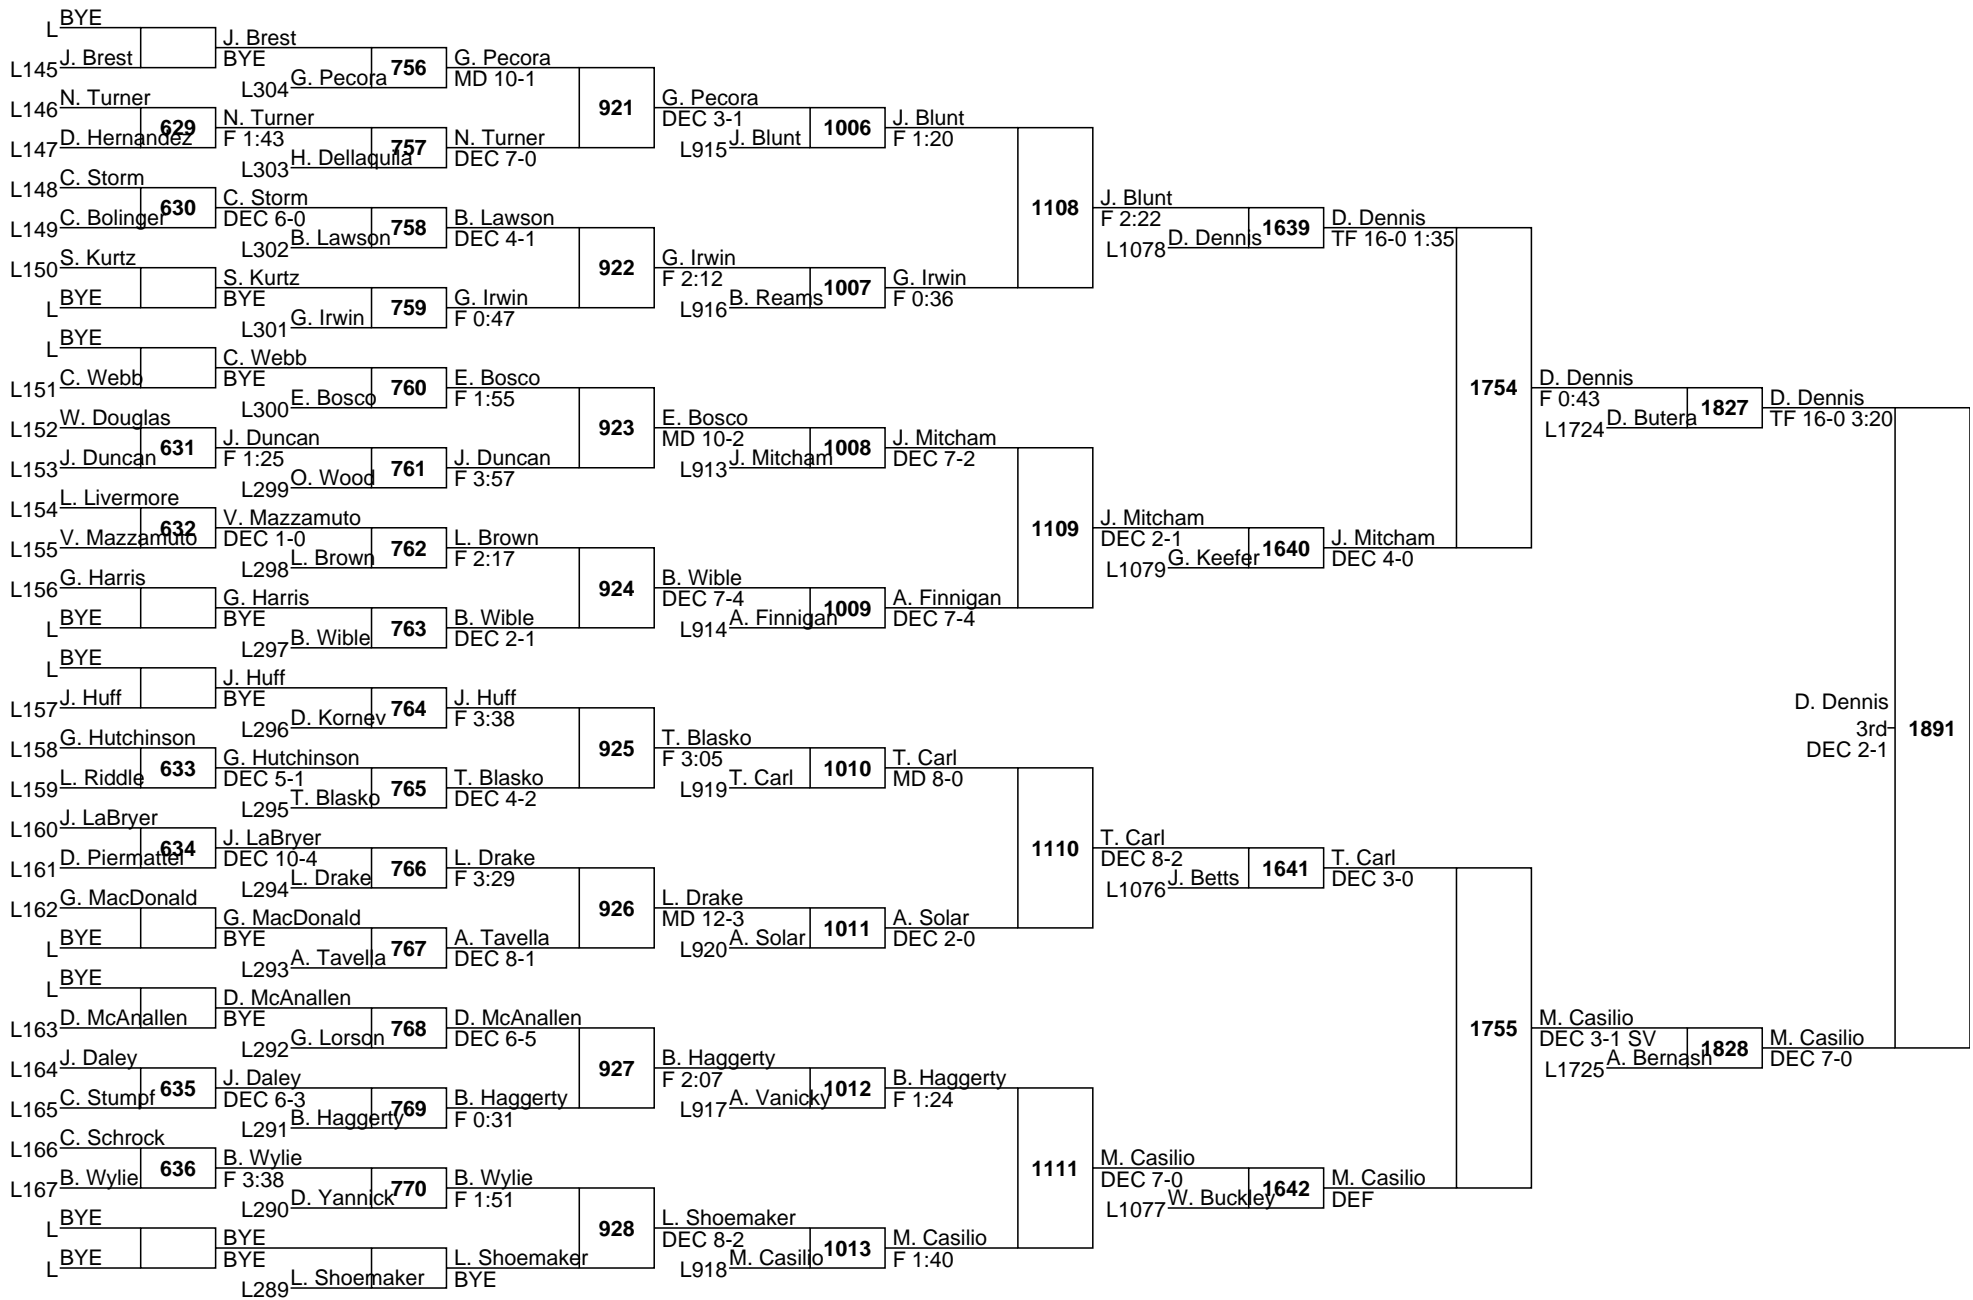 BYE
L
J. Brest
L145
J. Brest
BYE
L304
G. Pecora
756
G. Pecora
MD 10-1
L146
N. Turner
L147
D. Hernandez
629
N. Turner
F 1:43
L303
H. Dellaquila
757
N. Turner
DEC 7-0
921
G. Pecora
DEC 3-1
L915
J. Blunt
1006
J. Blunt
F 1:20
L148
C. Storm
L149
C. Bolinger
630
C. Storm
DEC 6-0
L302
B. Lawson
758
B. Lawson
DEC 4-1
L150
S. Kurtz
L
BYE
S. Kurtz
BYE
L301
G. Irwin
759
G. Irwin
F 0:47
922
G. Irwin
F 2:12
L916
B. Reams
1007
G. Irwin
F 0:36
1108
J. Blunt
F 2:22
L1078
D. Dennis
1639
D. Dennis
TF 16-0 1:35
L
BYE
L151
C. Webb
C. Webb
BYE
L300
E. Bosco
760
E. Bosco
F 1:55
L152
W. Douglas
L153
J. Duncan
631
J. Duncan
F 1:25
L299
O. Wood
761
J. Duncan
F 3:57
923
E. Bosco
MD 10-2
L913
J. Mitcham
1008
J. Mitcham
DEC 7-2
L154
L. Livermore
L155
V. Mazzamuto
632
V. Mazzamuto
DEC 1-0
L298
L. Brown
762
L. Brown
F 2:17
L156
G. Harris
L
BYE
G. Harris
BYE
L297
B. Wible
763
B. Wible
DEC 2-1
924
B. Wible
DEC 7-4
L914
A. Finnigan
1009
A. Finnigan
DEC 7-4
1109
J. Mitcham
DEC 2-1
L1079
G. Keefer
1640
J. Mitcham
DEC 4-0
1754
D. Dennis
F 0:43
L1724
D. Butera
1827
D. Dennis
TF 16-0 3:20
L
BYE
L157
J. Huff
J. Huff
BYE
L296
D. Kornev
764
J. Huff
F 3:38
L158
G. Hutchinson
L159
L. Riddle
633
G. Hutchinson
DEC 5-1
L295
T. Blasko
765
T. Blasko
DEC 4-2
925
T. Blasko
F 3:05
L919
T. Carl
1010
T. Carl
MD 8-0
L160
J. LaBryer
L161
D. Piermattei
634
J. LaBryer
DEC 10-4
L294
L. Drake
766
L. Drake
F 3:29
L162
G. MacDonald
L
BYE
G. MacDonald
BYE
L293
A. Tavella
767
A. Tavella
DEC 8-1
926
L. Drake
MD 12-3
L920
A. Solar
1011
A. Solar
DEC 2-0
1110
T. Carl
DEC 8-2
L1076
J. Betts
1641
T. Carl
DEC 3-0
L
BYE
L163
D. McAnallen
D. McAnallen
BYE
L292
G. Lorson
768
D. McAnallen
DEC 6-5
L164
J. Daley
L165
C. Stumpf
635
J. Daley
DEC 6-3
L291
B. Haggerty
769
B. Haggerty
F 0:31
927
B. Haggerty
F 2:07
L917
A. Vanicky
1012
B. Haggerty
F 1:24
L166
C. Schrock
L167
B. Wylie
636
B. Wylie
F 3:38
L290
D. Yannick
770
B. Wylie
F 1:51
L
BYE
L
BYE
BYE
BYE
L289
L. Shoemaker
L. Shoemaker
BYE
928
L. Shoemaker
DEC 8-2
L918
M. Casilio
1013
M. Casilio
F 1:40
1111
M. Casilio
DEC 7-0
L1077
W. Buckley
1642
M. Casilio
DEF
1755
M. Casilio
DEC 3-1 SV
L1725
A. Bernash
1828
M. Casilio
DEC 7-0
D. Dennis
3rd
DEC 2-1
1891